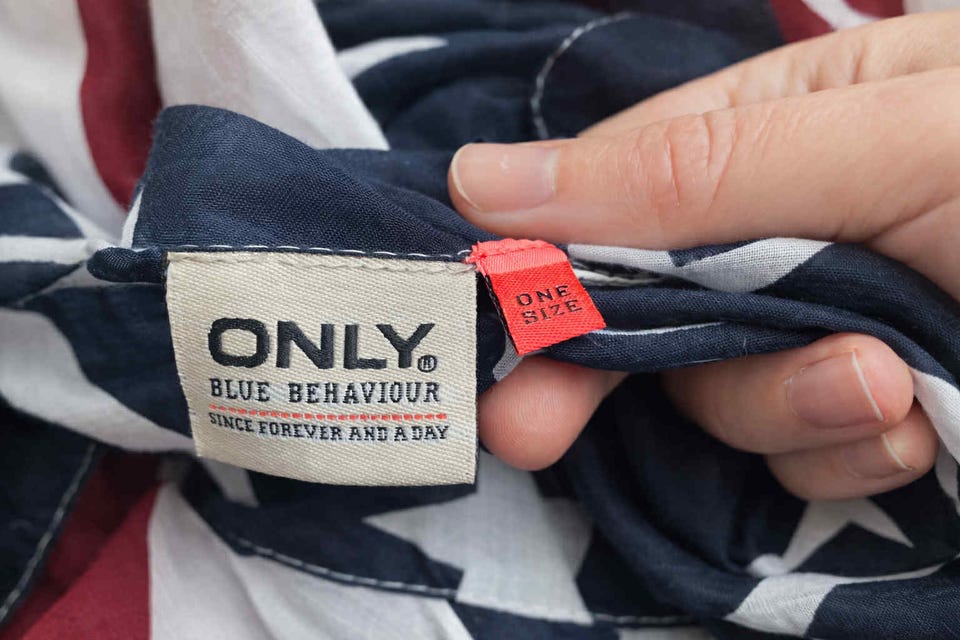 ONLY®
BLUE BEHAVIOUR
SINCE FOREVER AND A DAY
ONE
SIZE